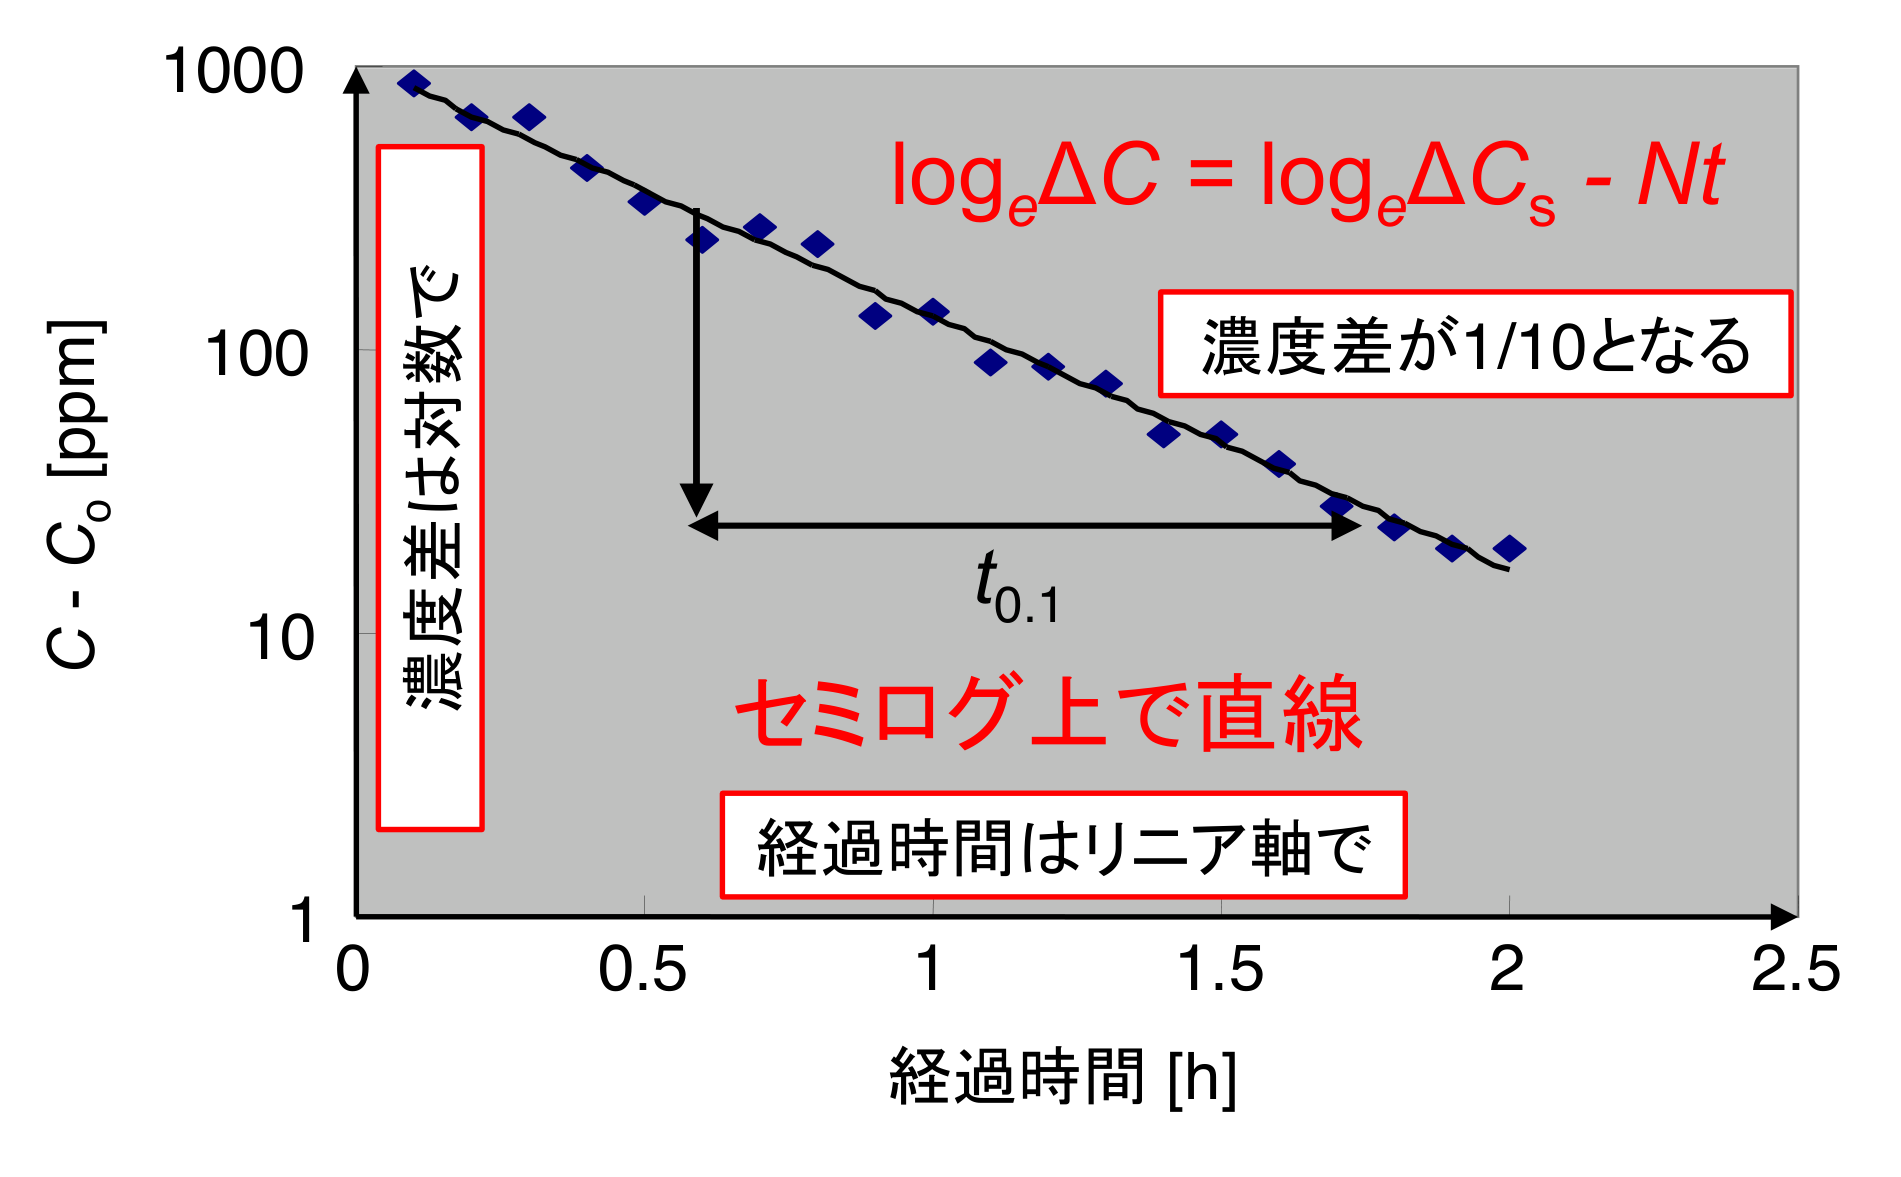 1000
100
10
1
C - Co [ppm]
濃度差は対数で
logeΔC = logeΔCs - Nt
濃度差が1/10となる
t0.1
セミログ上で直線
経過時間はリニア軸で
0 0.5 1 1.5 2 2.5
経過時間 [h]